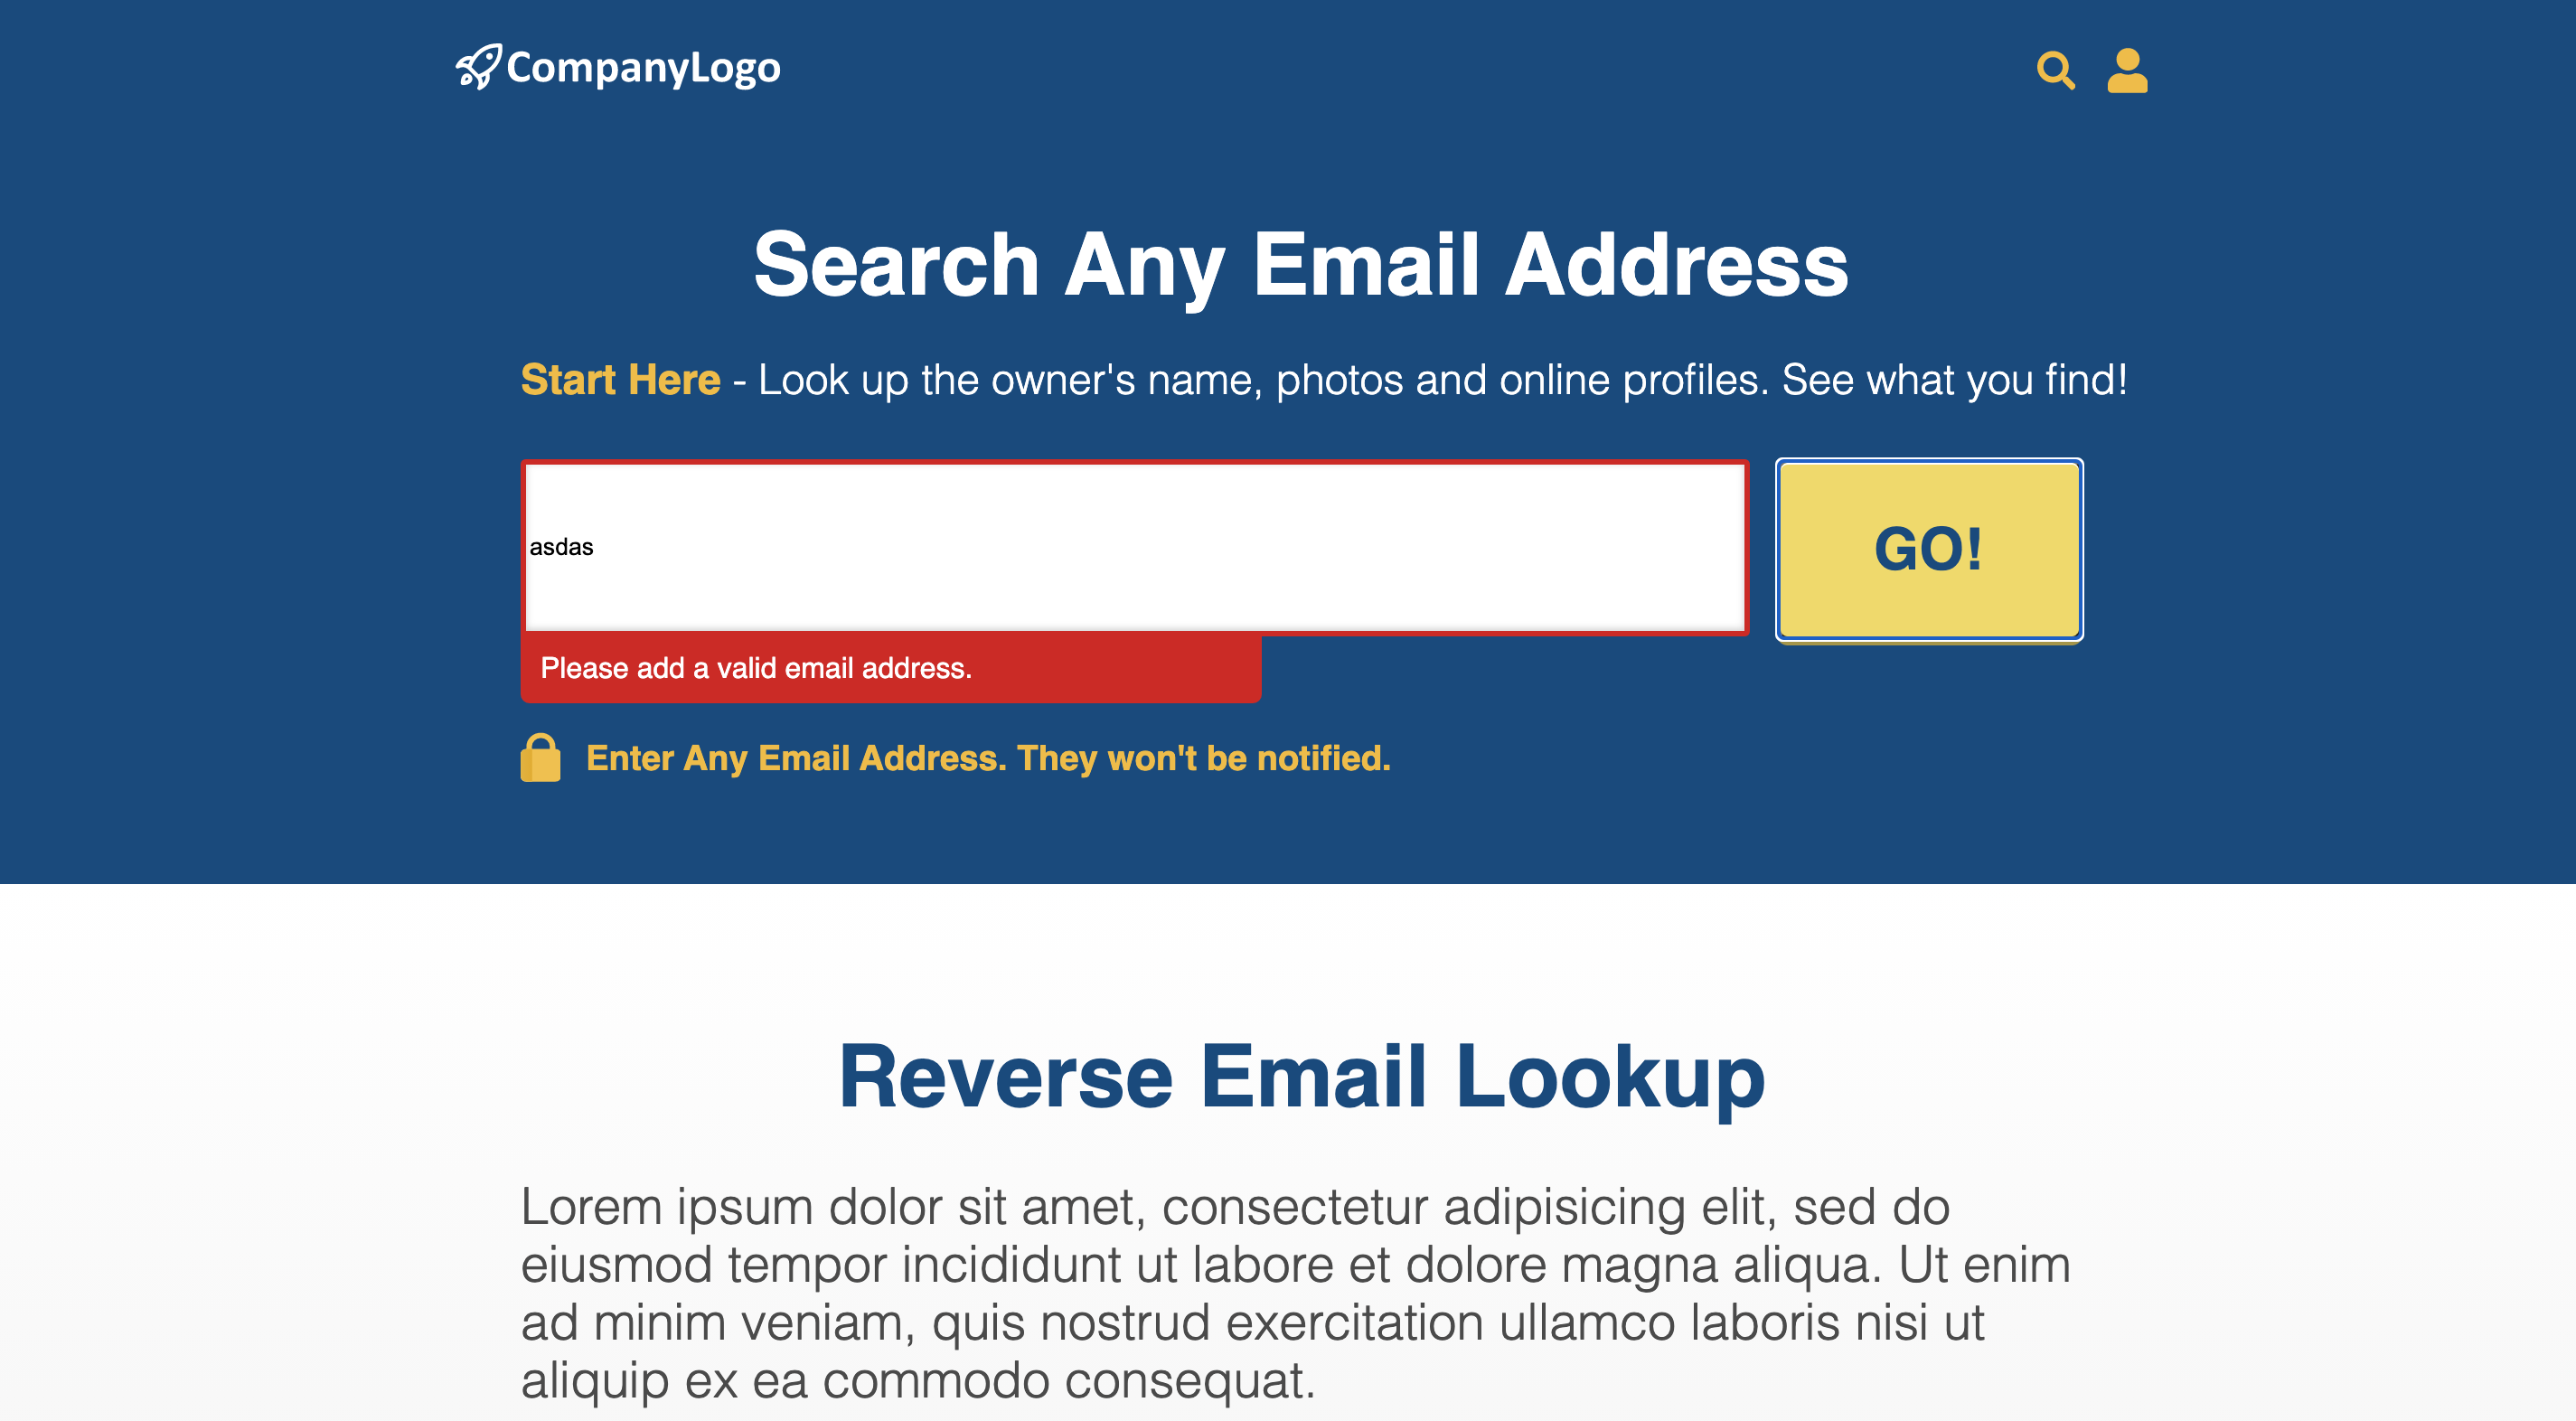 CompanyLogo
Search Any Email Address
Start Here - Look up the owner's name, photos and online profiles. See what you find!
asdas
GO!
Please add a valid email address.
Enter Any Email Address. They won't be notified.
Reverse Email Lookup
Lorem ipsum dolor sit amet, consectetur adipisicing elit, sed do
eiusmod tempor incididunt ut labore et dolore magna aliqua. Ut enim
ad minim veniam, quis nostrud exercitation ullamco laboris nisi ut
aliquip ex ea commodo consequat.